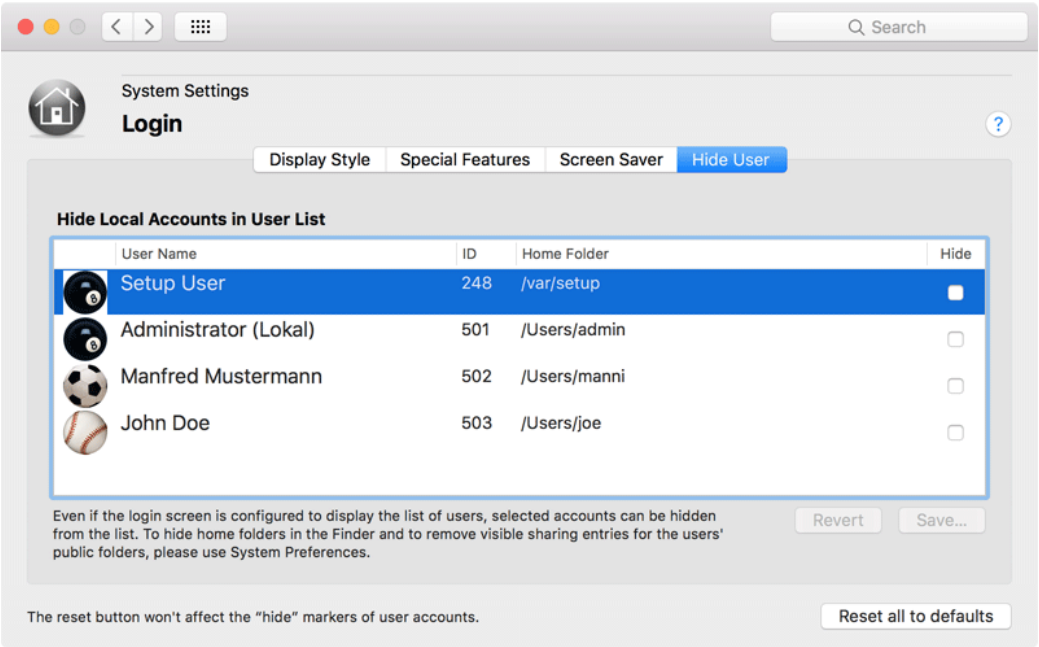 Search
System Settings
Login
?
Display Style Special Features Screen Saver Hide User
Hide Local Accounts in User List
User Name ID Home Folder Hide
Setup User 248 /var/setup
Administrator (Lokal) 501 /Users/admin
Manfred Mustermann 502 /Users/manni
John Doe 503 /Users/joe
Even if the login screen is configured to display the list of users, selected accounts can be hidden
from the list. To hide home folders in the Finder and to remove visible sharing entries for the users'
public folders, please use System Preferences.
Revert Save...
The reset button won't affect the “hide” markers of user accounts.
Reset all to defaults